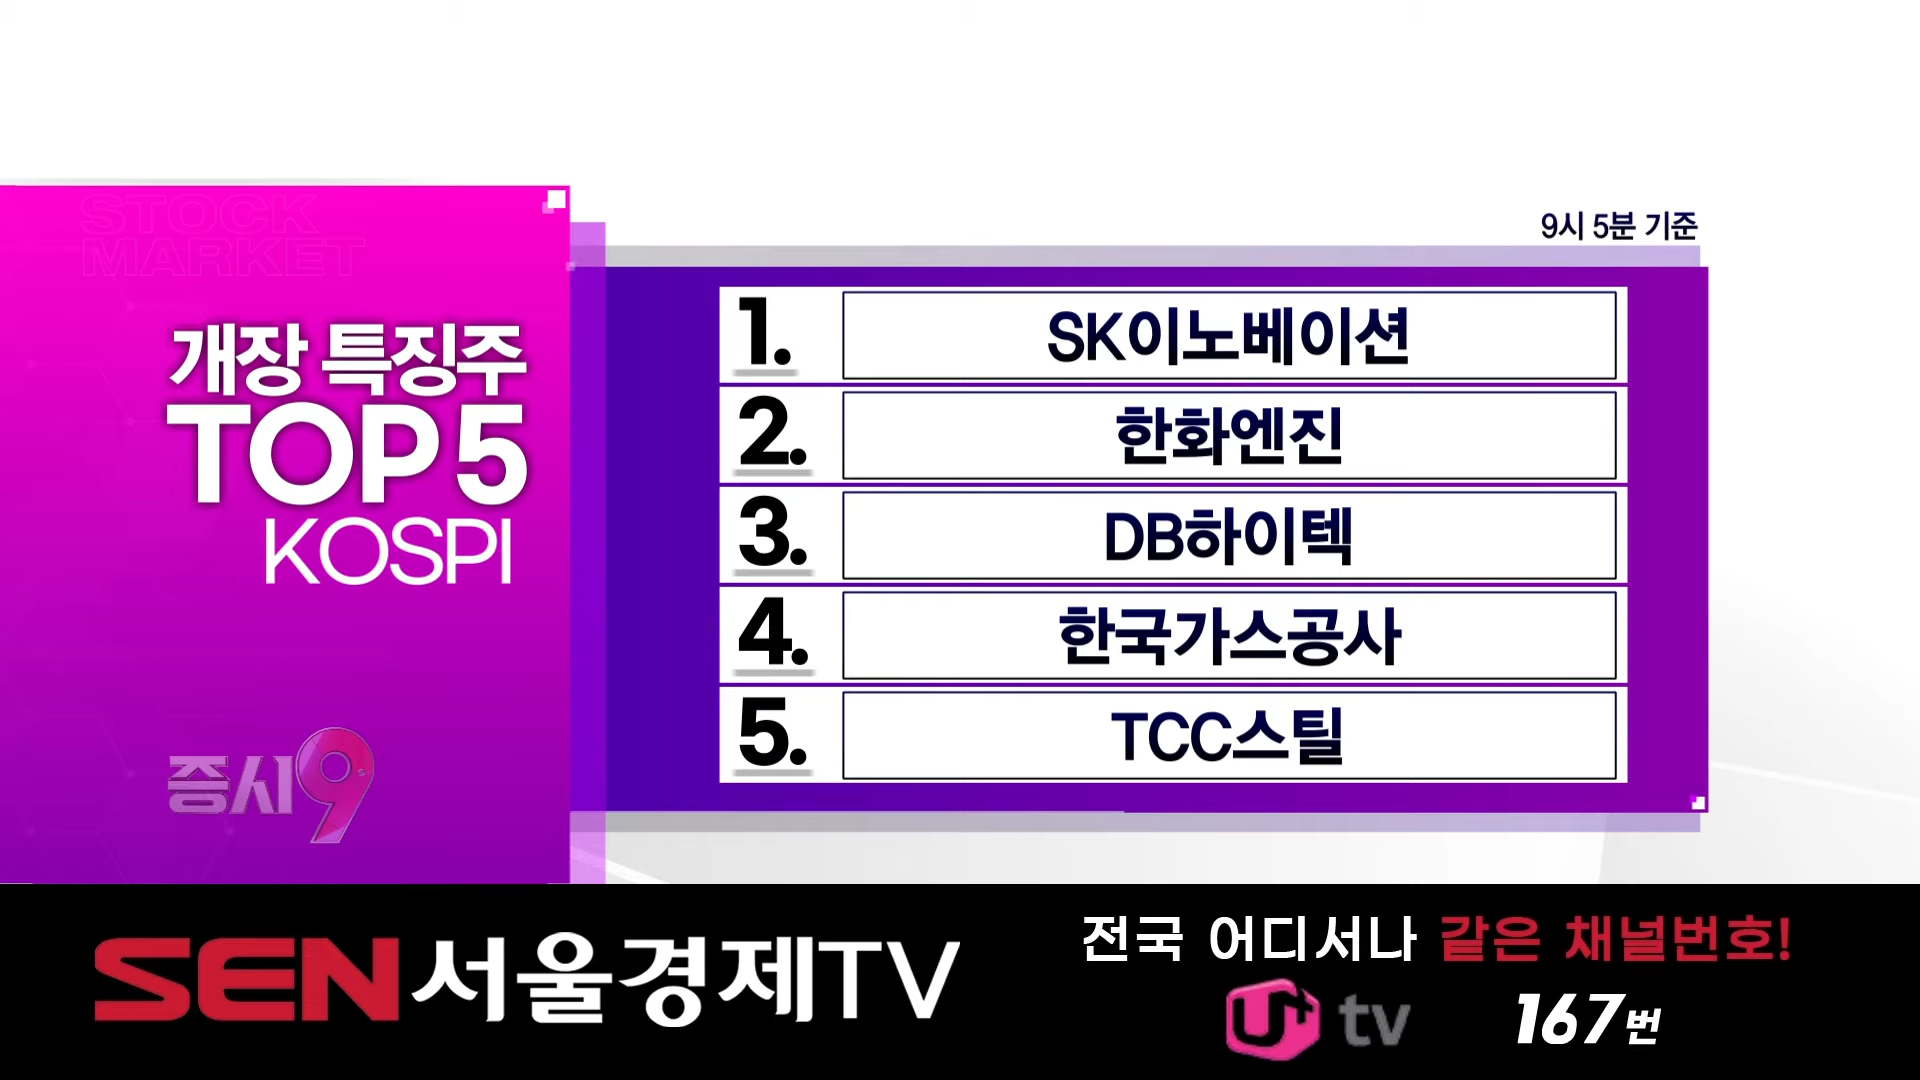 STOCK
MARKET
개장 특징주
TOP 5
KOSPI
증시9
9시 5분 기준
1. SK이노베이션
2. 한화엔진
3. DB하이텍
4. 한국가스공사
5. TCC스틸
SEN서울경제TV
전국 어디서나 같은 채널번호!
U+ tv 167번